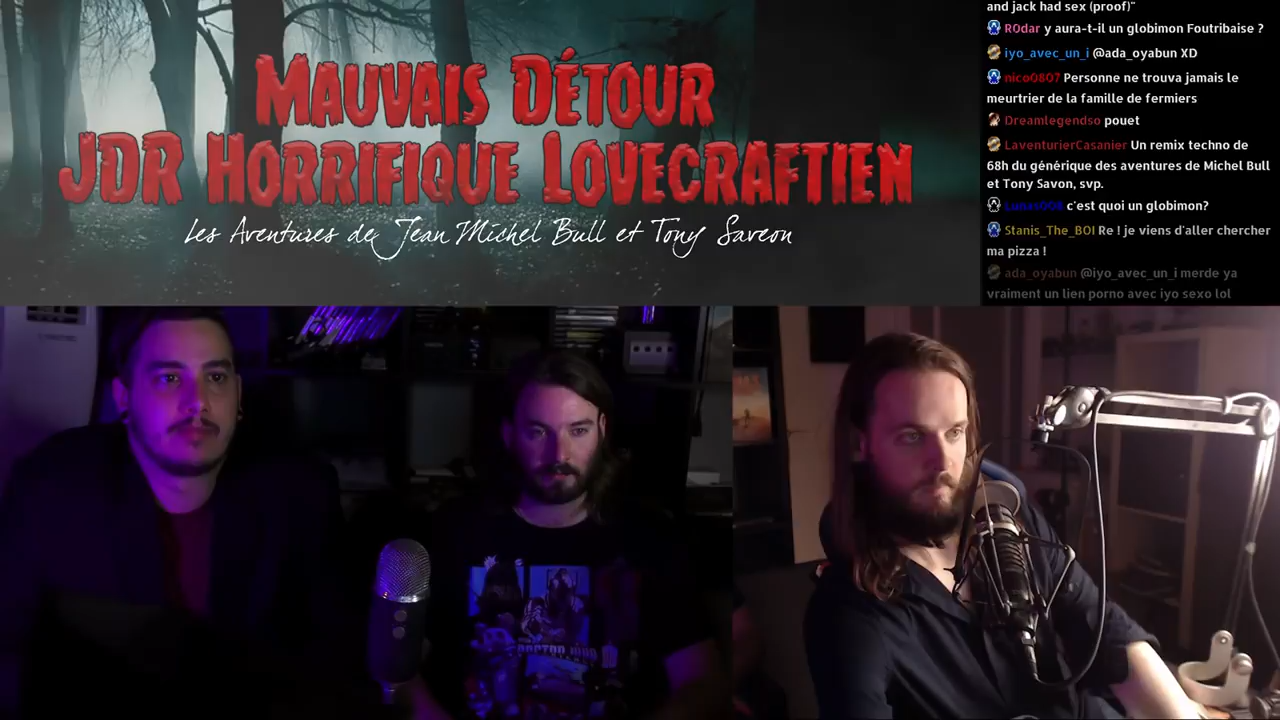 Mauvais Détour
JDR Horrifique Lovecraftien
Les Aventures de Jean Michel Bull et Tony Saveon
and jack had sex (proof)"
R0dar y aura-t-il un globimon Foutribaise ?
iyo_avec_un_i @ada_oyabun XD
nico0807 Personne ne trouva jamais le
meurtrier de la famille de fermiers
Dreamlegendso pouet
LaventurierCasanier Un remix techno de
68h du générique des aventures de Michel Bull
et Tony Savon, svp.
c'est quoi un globimon?
Stanis_The_BOI Re ! je viens d'aller chercher
ma pizza !
ada_oyabun @iyo_avec_un_i merde ya
vraiment un lien porno avec iyo sexo lol
DOCTOR